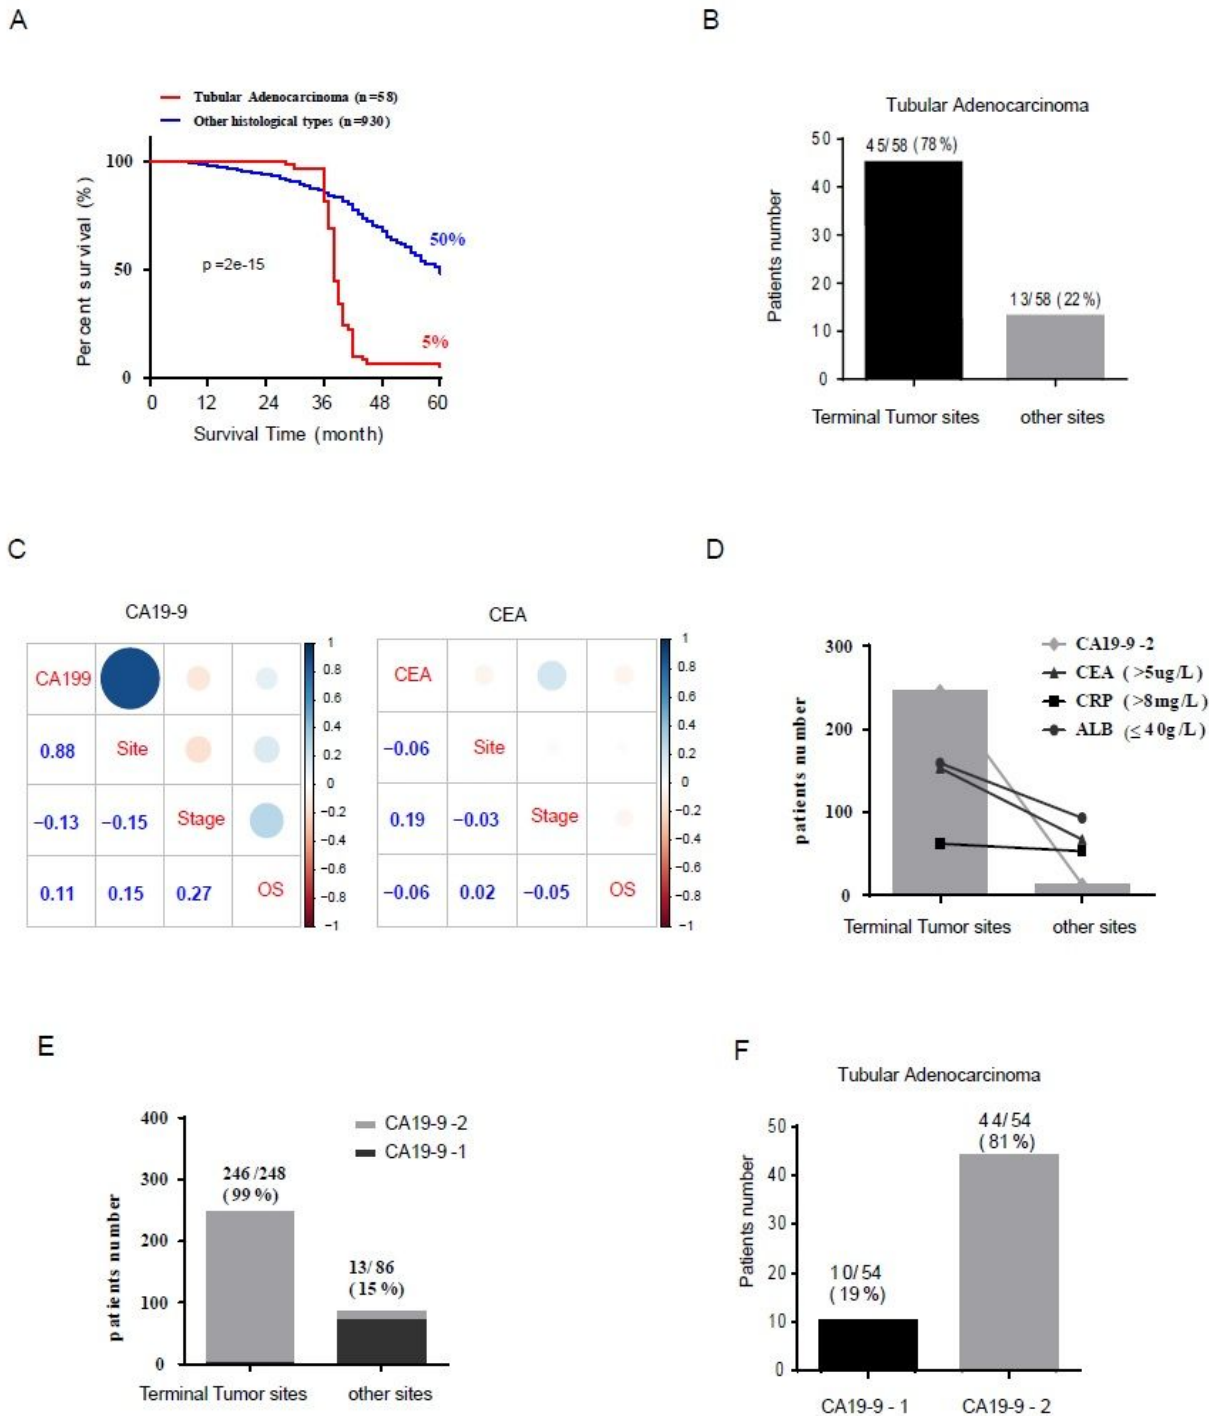 A
Tubular Adenocarcinoma (n=58)
Other histological types (n=930)
Percent survival (%)
100
50
0
p=2e-15
50%
5%
0 12 24 36 48 60
Survival Time (month)
B
Tubular Adenocarcinoma
Patients number
50
40
30
20
10
0
45/58 (78%)
13/58 (22%)
Terminal Tumor sites other sites
C
CA19-9
CA199
0.88 Site
−0.13 −0.15 Stage
0.11 0.15 0.27 OS
1
0.8
0.6
0.4
0.2
0
−0.2
−0.4
−0.6
−0.8
−1
CEA
CEA
−0.06 Site
0.19 −0.03 Stage
−0.06 0.02 −0.05 OS
1
0.8
0.6
0.4
0.2
0
−0.2
−0.4
−0.6
−0.8
−1
D
patients number
300
200
100
0
CA19-9-2
CEA (>5ug/L)
CRP (>8mg/L)
ALB (≤40g/L)
Terminal Tumor sites other sites
E
patients number
400
300
200
100
0
CA19-9-2
CA19-9-1
246/248
(99%)
13/86
(15%)
Terminal Tumor sites other sites
F
Tubular Adenocarcinoma
Patients number
50
40
30
20
10
0
10/54
(19%)
44/54
(81%)
CA19-9-1 CA19-9-2